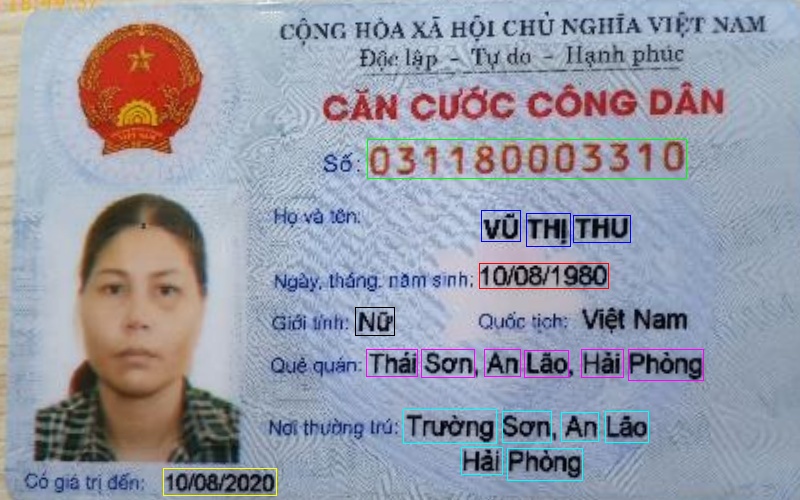 CỘNG HÒA XÃ HỘI CHỦ NGHĨA VIỆT NAM
Độc lập - Tự do - Hạnh phúc
CĂN CƯỚC CÔNG DÂN
Số: 031180003310
Họ và tên:
VŨ THỊ THU
Ngày, tháng, năm sinh: 10/08/1980
Giới tính: Nữ Quốc tịch: Việt Nam
Quê quán: Thái Sơn, An Lão, Hải Phòng
Nơi thường trú: Trường Sơn, An Lão
Hải Phòng
Có giá trị đến: 10/08/2020